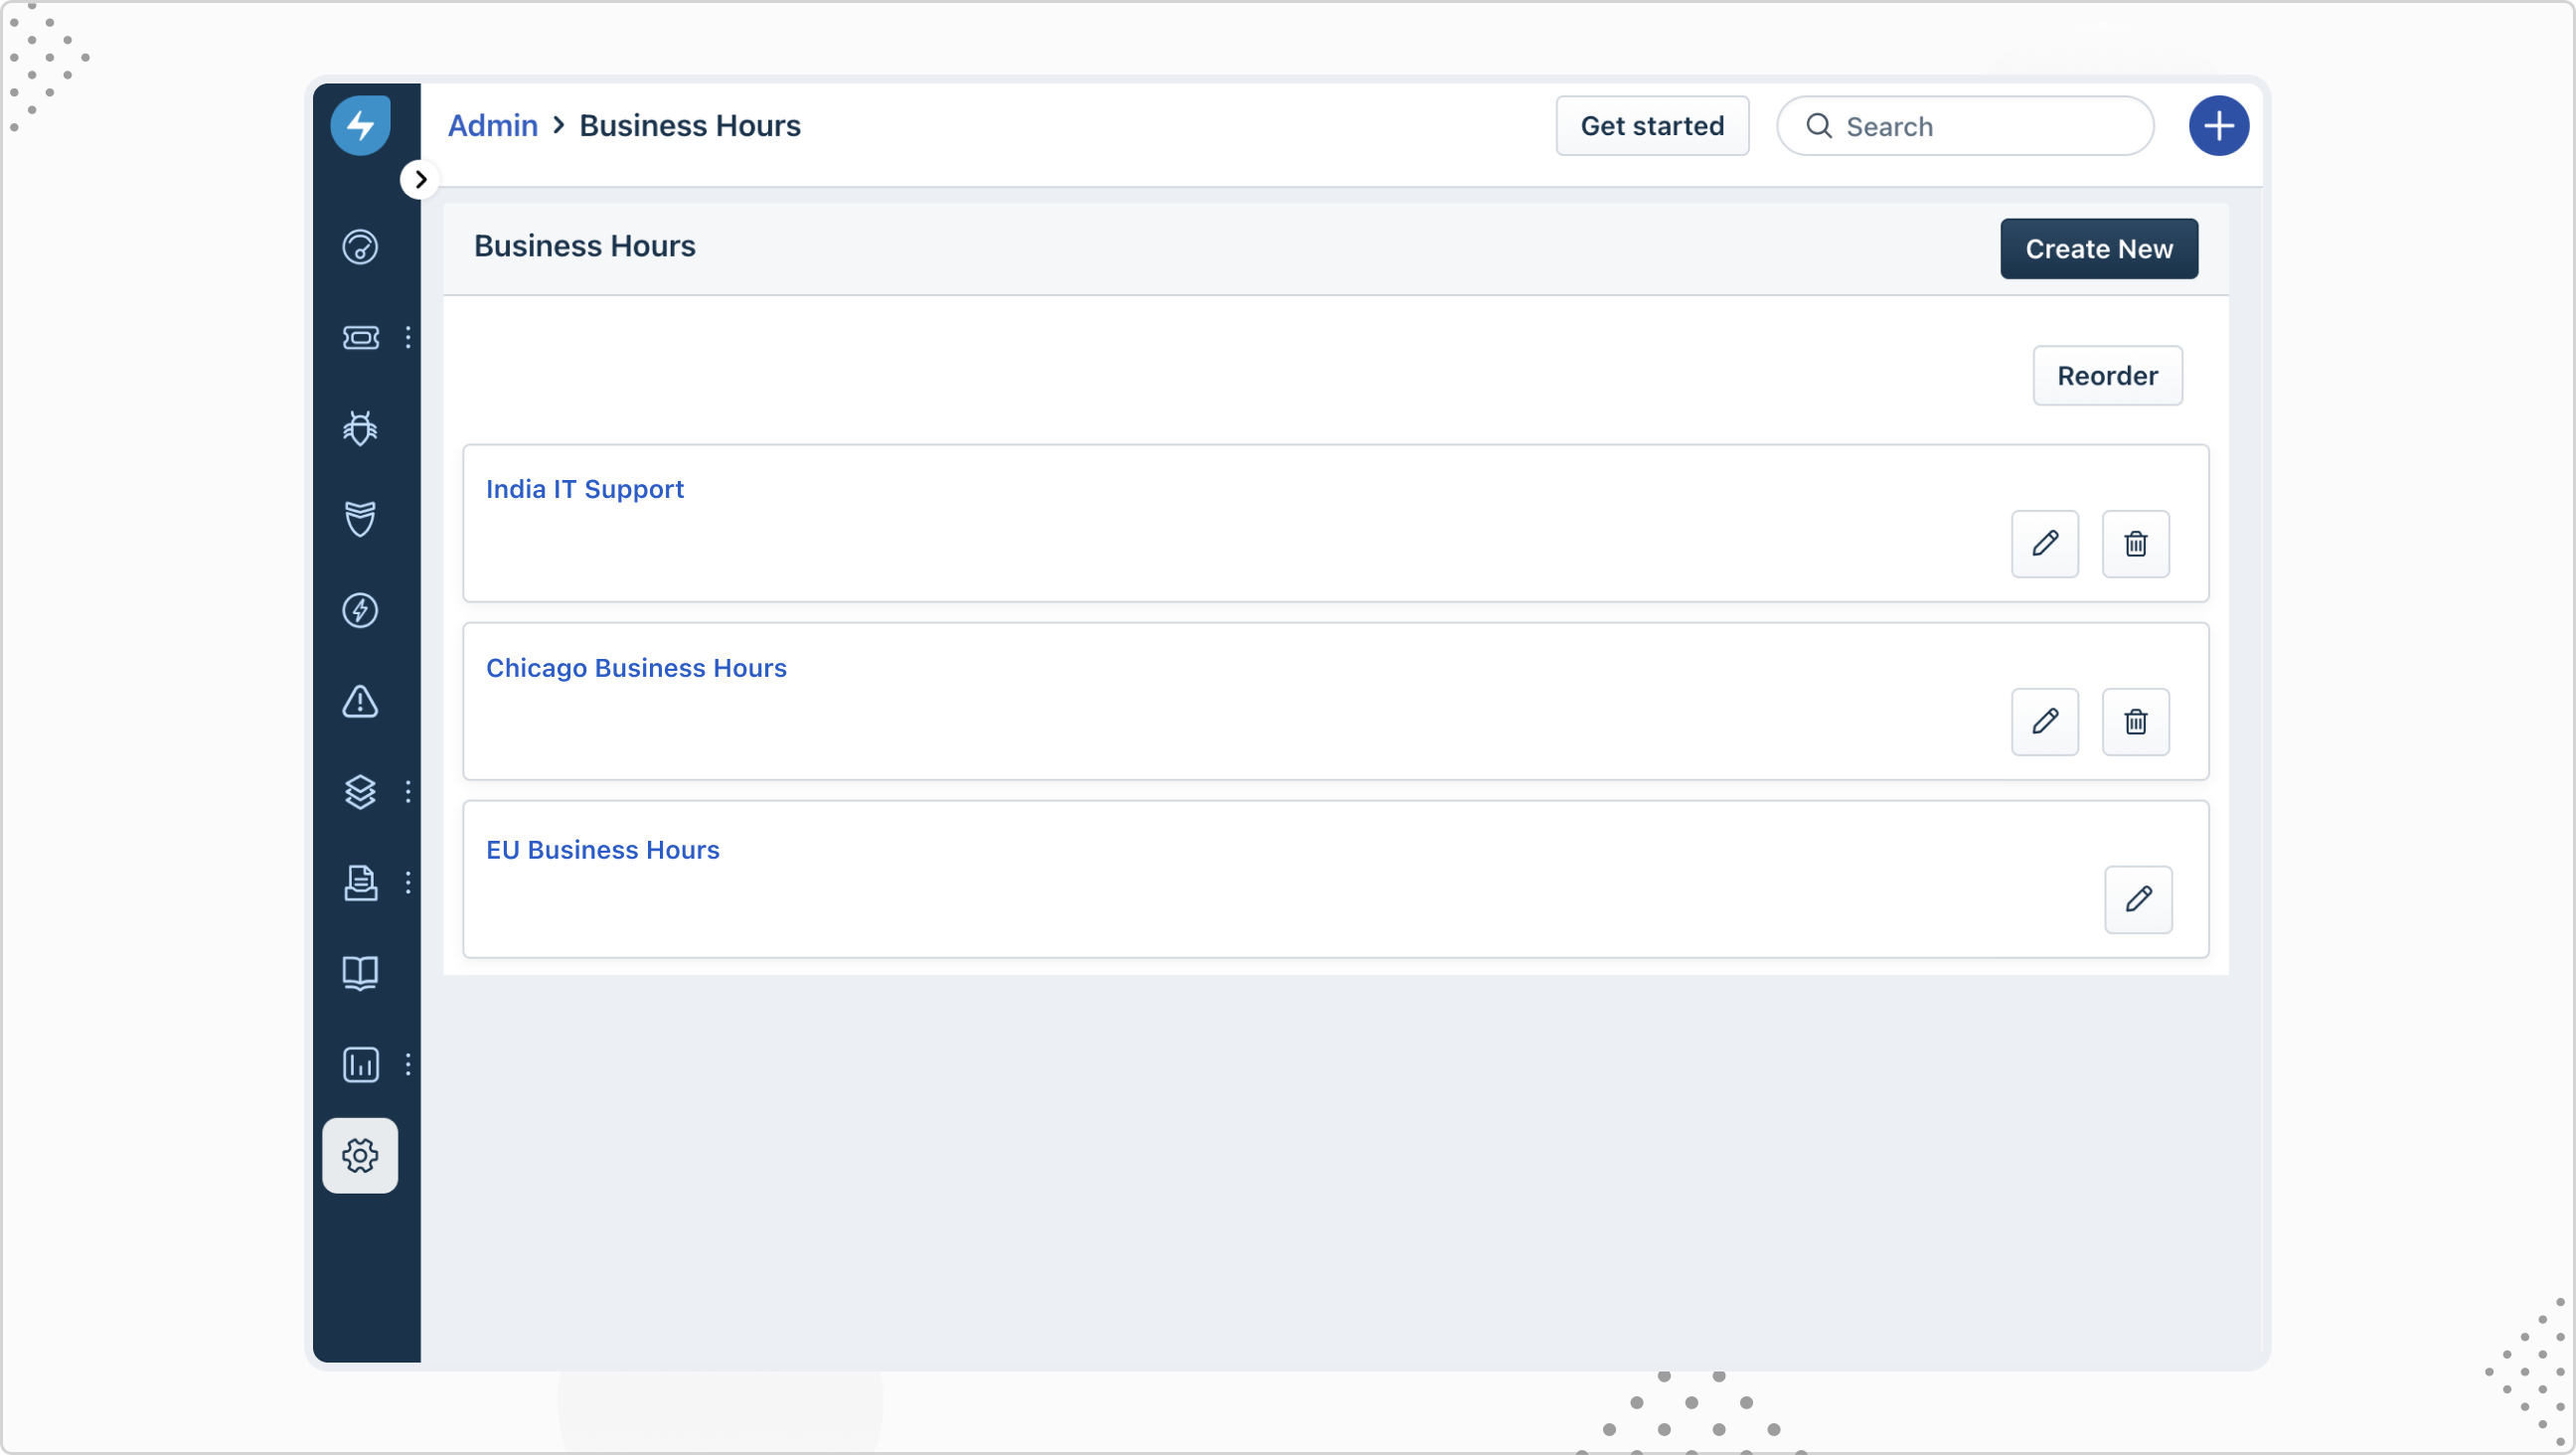 Admin > Business Hours
Get started
Search
Business Hours
Create New
Reorder
India IT Support
Chicago Business Hours
EU Business Hours